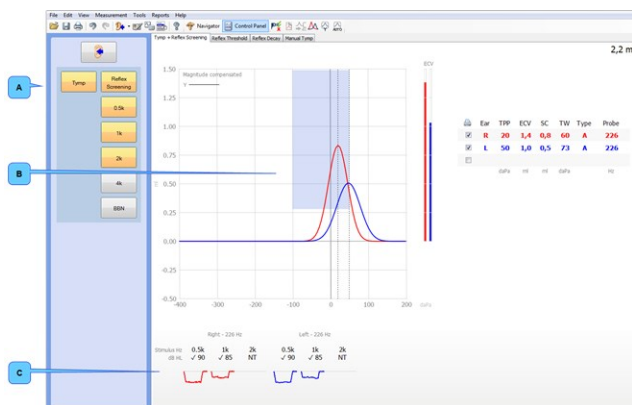 File Edit View Measurement Tools Reports Help
Navigator Control Panel
Tymp + Reflex Screening Reflex Threshold Reflex Decay Manual Tymp
2,2 m
A
Tymp
Reflex
Screening
0.5k
1k
2k
4k
BBN
B
C
ECV
1.50
Magnitude compensated
Y
1.25
1.00
0.75
0.50
0.25
0.00
-0.25
-0.50
-400 -300 -200 -100 0 100 200 daPa
Ear TPP ECV SC TW Type Probe
R 20 1,4 0,8 60 A 226
L 50 1,0 0,5 73 A 226
daPa ml ml daPa Hz
Right - 226 Hz Left - 226 Hz
Stimulus Hz 0.5k 1k 2k 0.5k 1k 2k
dB HL √ 90 √ 85 NT √ 90 √ 85 NT